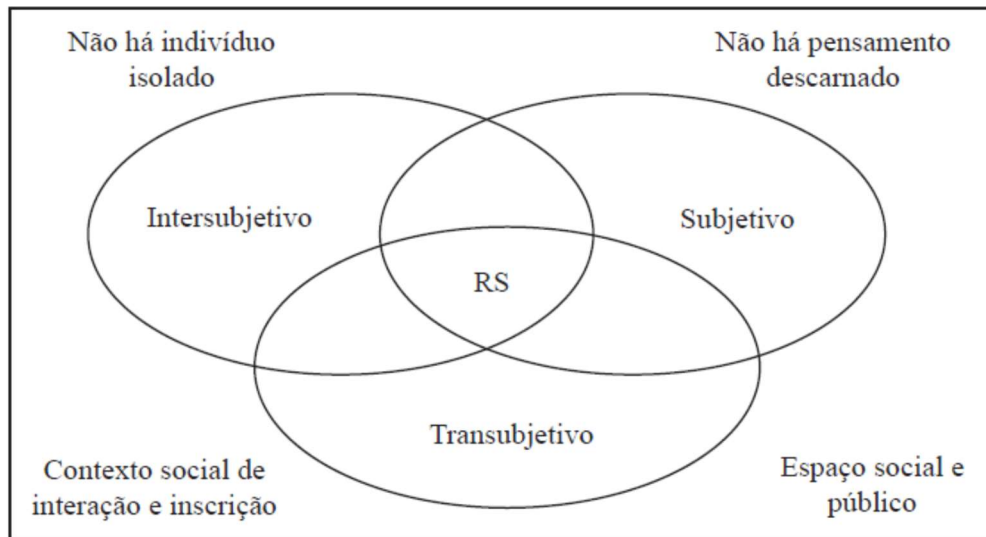 Não há indivíduo
isolado
Não há pensamento
descarnado
Intersubjetivo
Subjetivo
RS
Transubjetivo
Contexto social de
interação e inscrição
Espaço social e
público